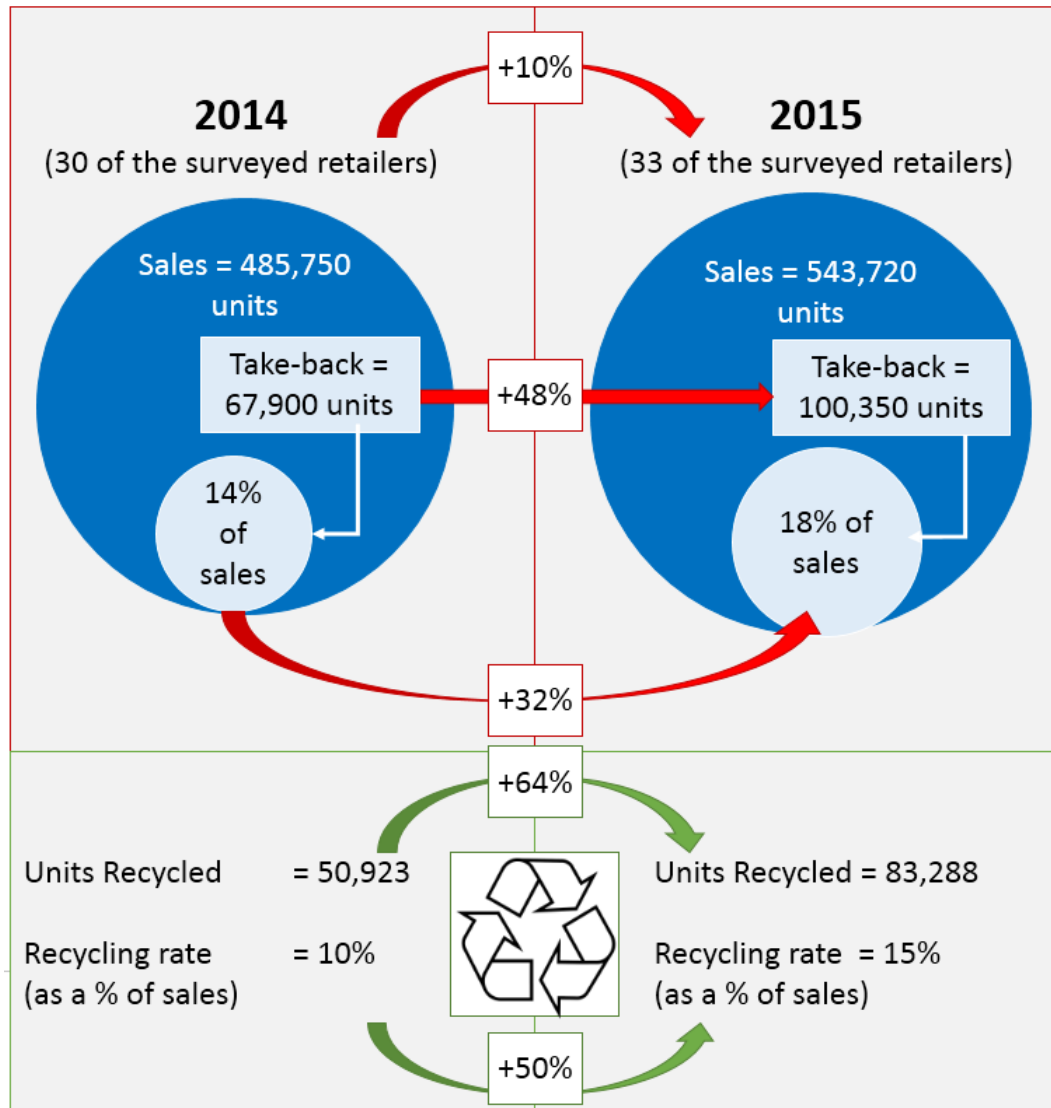 +10%
2014
(30 of the surveyed retailers)
2015
(33 of the surveyed retailers)
Sales = 485,750
units
Take-back =
67,900 units
14%
of
sales
+48%
Sales = 543,720
units
Take-back =
100,350 units
18% of
sales
+32%
+64%
Units Recycled = 50,923
Recycling rate = 10%
(as a % of sales)
Units Recycled = 83,288
Recycling rate = 15%
(as a % of sales)
+50%